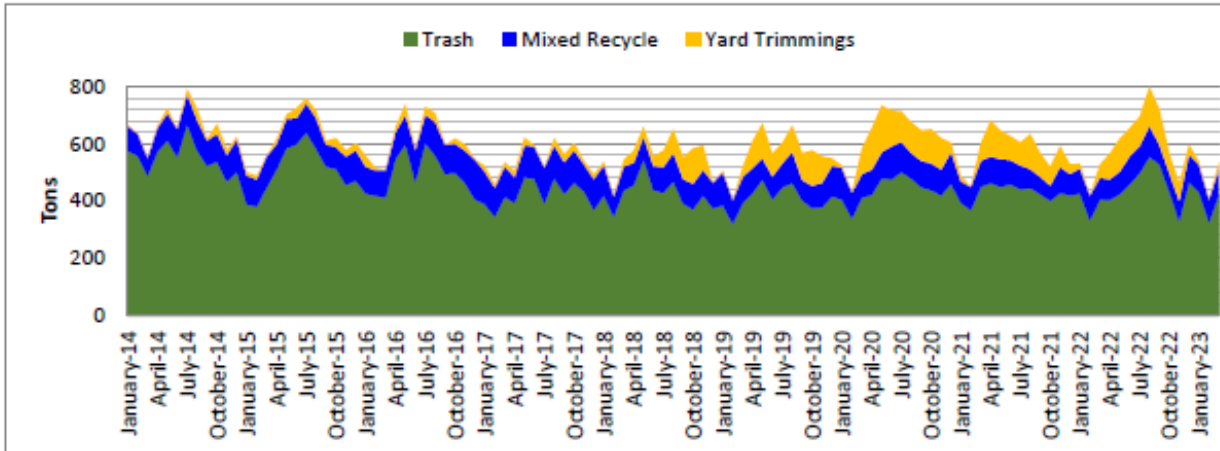 Trash Mixed Recycle Yard Trimmings
800
600
400
200
0
Tons
January-14
April-14
July-14
October-14
January-15
April-15
July-15
October-15
January-16
April-16
July-16
October-16
January-17
April-17
July-17
October-17
January-18
April-18
July-18
October-18
January-19
April-19
July-19
October-19
January-20
April-20
July-20
October-20
January-21
April-21
July-21
October-21
January-22
April-22
July-22
October-22
January-23